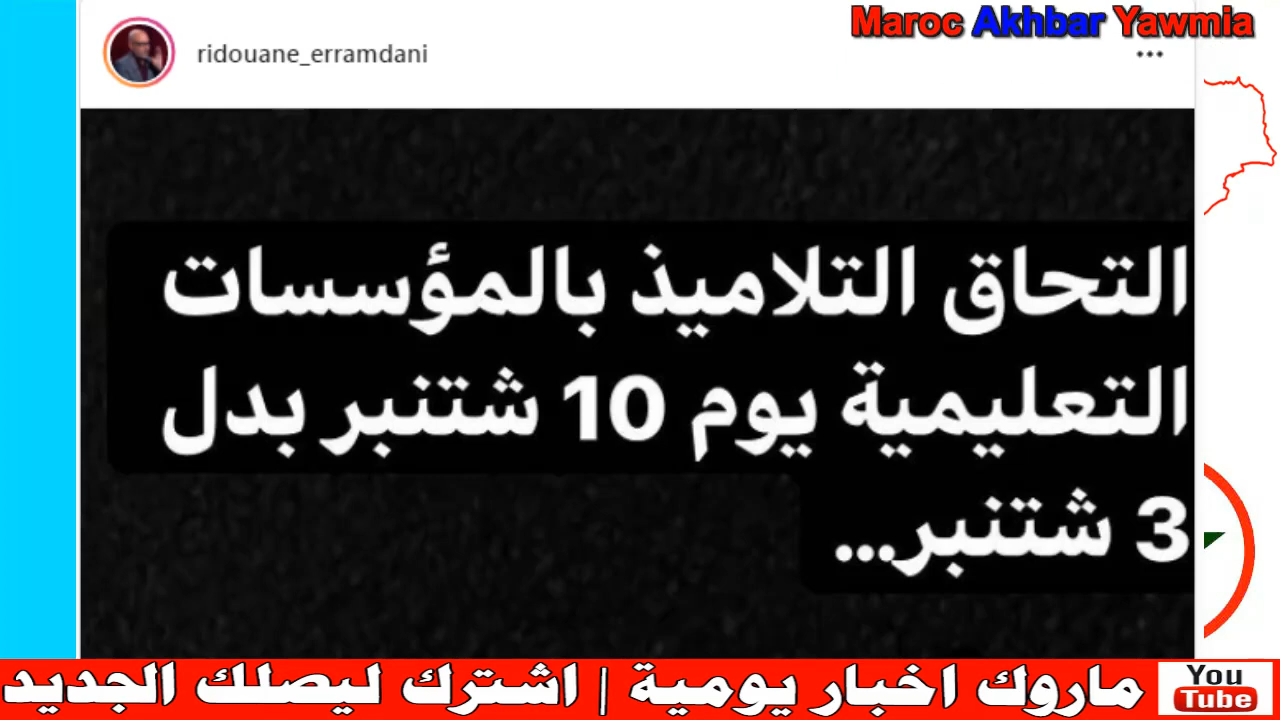 Maroc Akhbar Yawmia
ridouane_erramdani
التحاق التلاميذ بالمؤسسات
التعليمية يوم 10 شتنبر بدل
3 شتنبر...
ماروك اخبار يومية | اشترك ليصلك الجديد
You
Tube